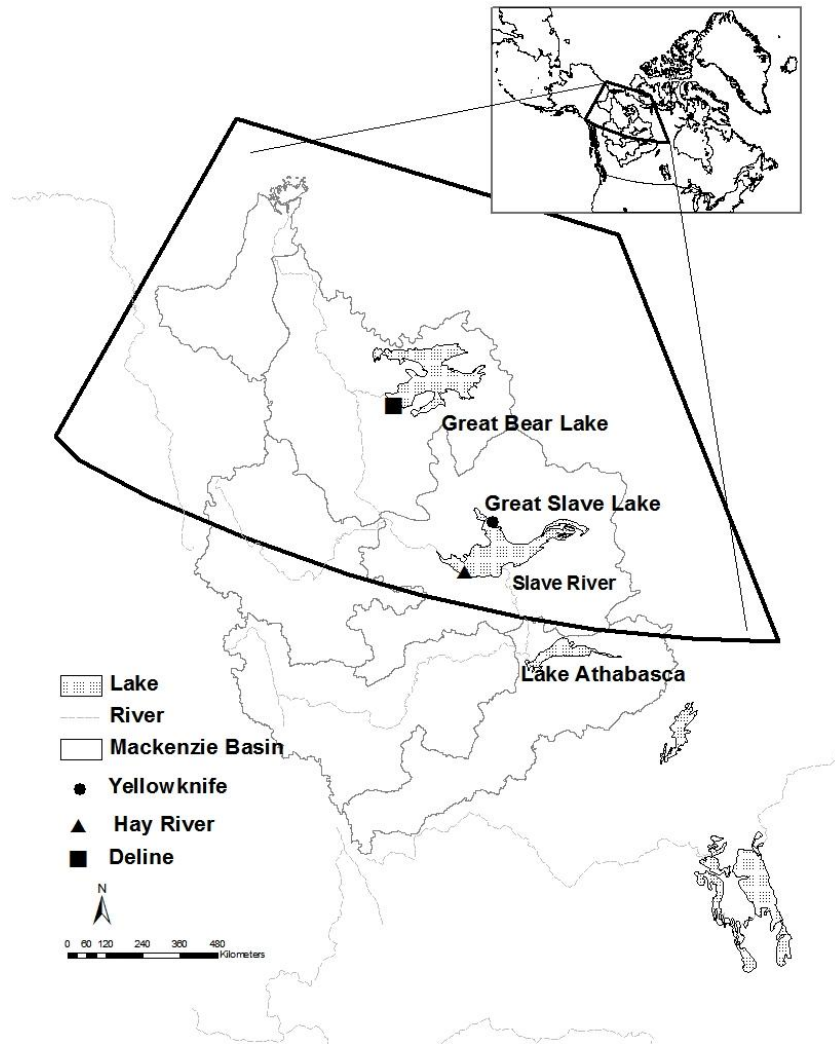 Great Bear Lake
Great Slave Lake
Slave River
Lake Athabasca
Lake
River
Mackenzie Basin
Yellowknife
Hay River
Deline
N
0 60 120 240 360 480
Kilometers